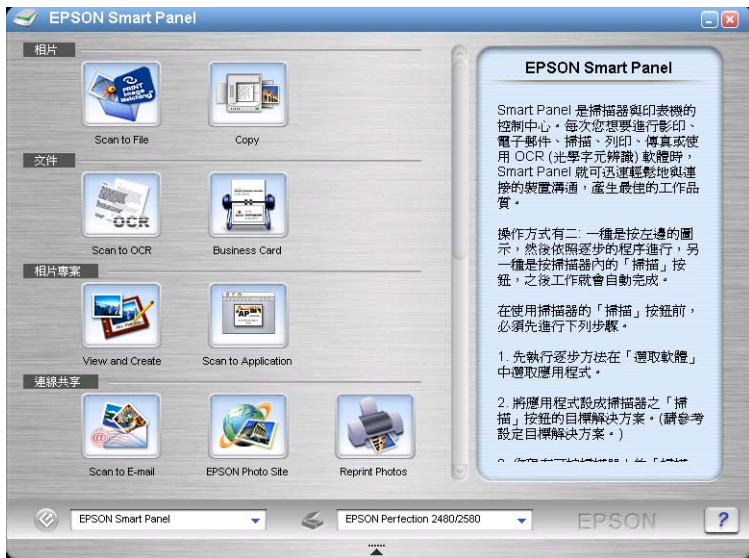 EPSON Smart Panel
相片
Scan to File
Copy
文件
OCR
Scan to OCR
Business Card
相片專案
View and Create
Scan to Application
連線共享
Scan to E-mail
EPSON Photo Site
Reprint Photos
EPSON Smart Panel
Smart Panel 是掃描器與印表機的
控制中心。每次您想要進行影印、
電子郵件、掃描、列印、傳真或使
用 OCR (光學字元辨識) 軟體時，
Smart Panel 就可迅速輕鬆地與連
接的裝置溝通，產生最佳的工作品
質。
操作方式有二: 一種是按左邊的圖
示，然後依照逐步的程序進行，另
一種是按掃描器內的「掃描」按
鈕，之後工作就會自動完成。
在使用掃描器的「掃描」按鈕前，
必須先進行下列步驟。
1. 先執行逐步方法在「選取軟體」
中選取應用程式。
2. 將應用程式設成掃描器之「掃
描」按鈕的目標解決方案。(請參考
設定目標解決方案。)
EPSON Smart Panel
EPSON Perfection 2480/2580
EPSON
?